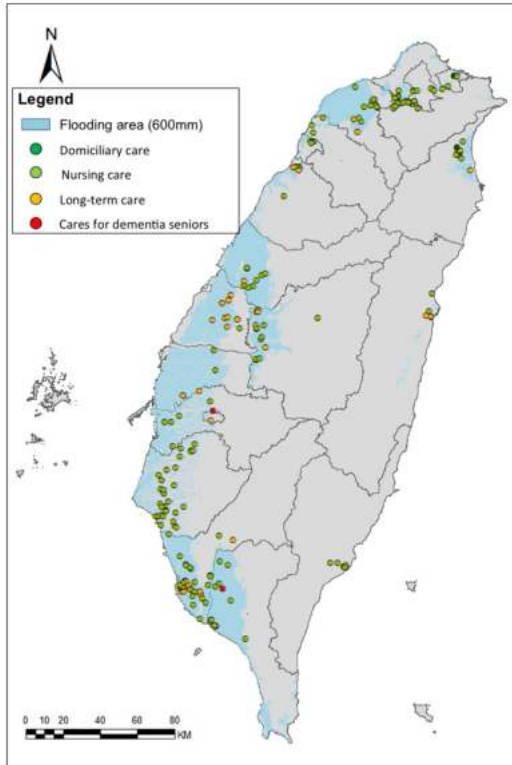 N
Legend
Flooding area (600mm)
Domiciliary care
Nursing care
Long-term care
Cares for dementia seniors
0 10 20 40 60 80
KM